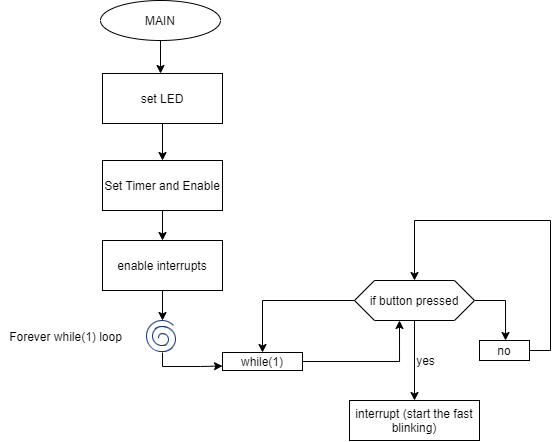 MAIN
set LED
Set Timer and Enable
enable interrupts
Forever while(1) loop
while(1)
if button pressed
no
yes
interrupt (start the fast
blinking)